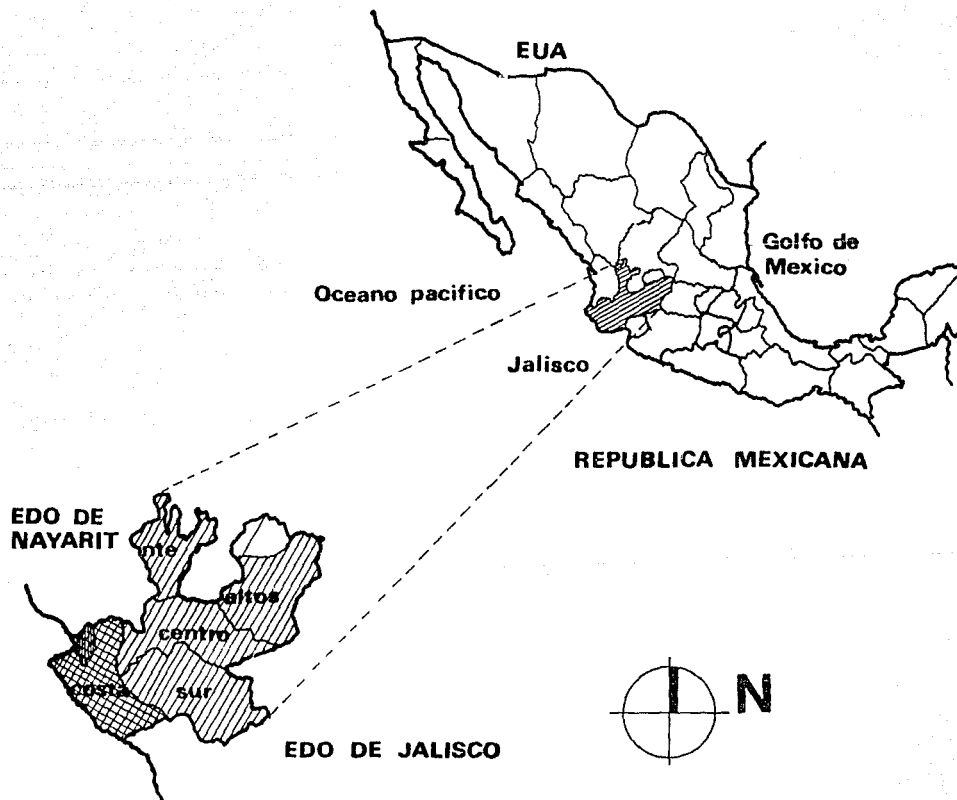 EUA
Golfo de
Mexico
Oceano pacifico
Jalisco
REPUBLICA MEXICANA
EDO DE
NAYARIT
nte
altos
centro
costa
sur
N
EDO DE JALISCO